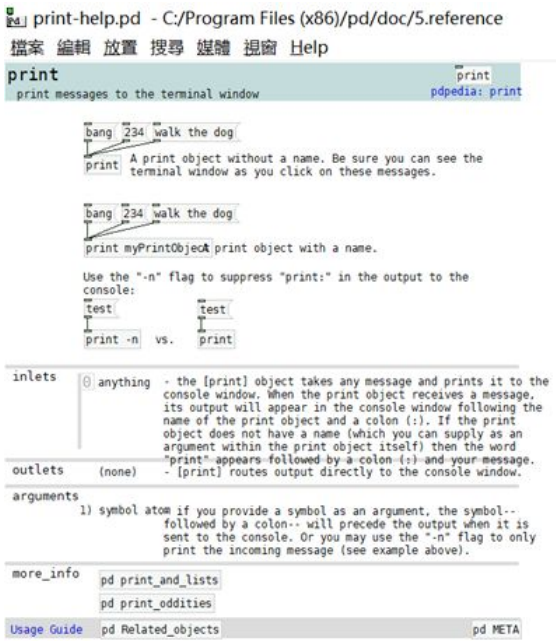 print-help.pd - C:/Program Files (x86)/pd/doc/5.reference
檔案 編輯 放置 搜尋 媒體 視窗 Help
print
print
print messages to the terminal window
pdpedia: print
bang 234 walk the dog
print
A print object without a name. Be sure you can see the
terminal window as you click on these messages.
bang 234 walk the dog
print myPrintObject
A print object with a name.
Use the "-n" flag to suppress "print:" in the output to the
console:
test
test
print -n vs. print
inlets
0 anything - the [print] object takes any message and prints it to the
console window. When the print object receives a message,
its output will appear in the console window following the
name of the print object and a colon (:). If the print
object does not have a name (which you can supply as an
argument within the print object itself) then the word
"print" appears followed by a colon (:) and your message.
outlets (none) - [print] routes output directly to the console window.
arguments
1) symbol atom if you provide a symbol as an argument, the symbol--
followed by a colon-- will precede the output when it is
sent to the console. Or you may use the "-n" flag to only
print the incoming message (see example above).
more_info
pd print_and_lists
pd print_oddities
Usage Guide pd Related_objects pd META